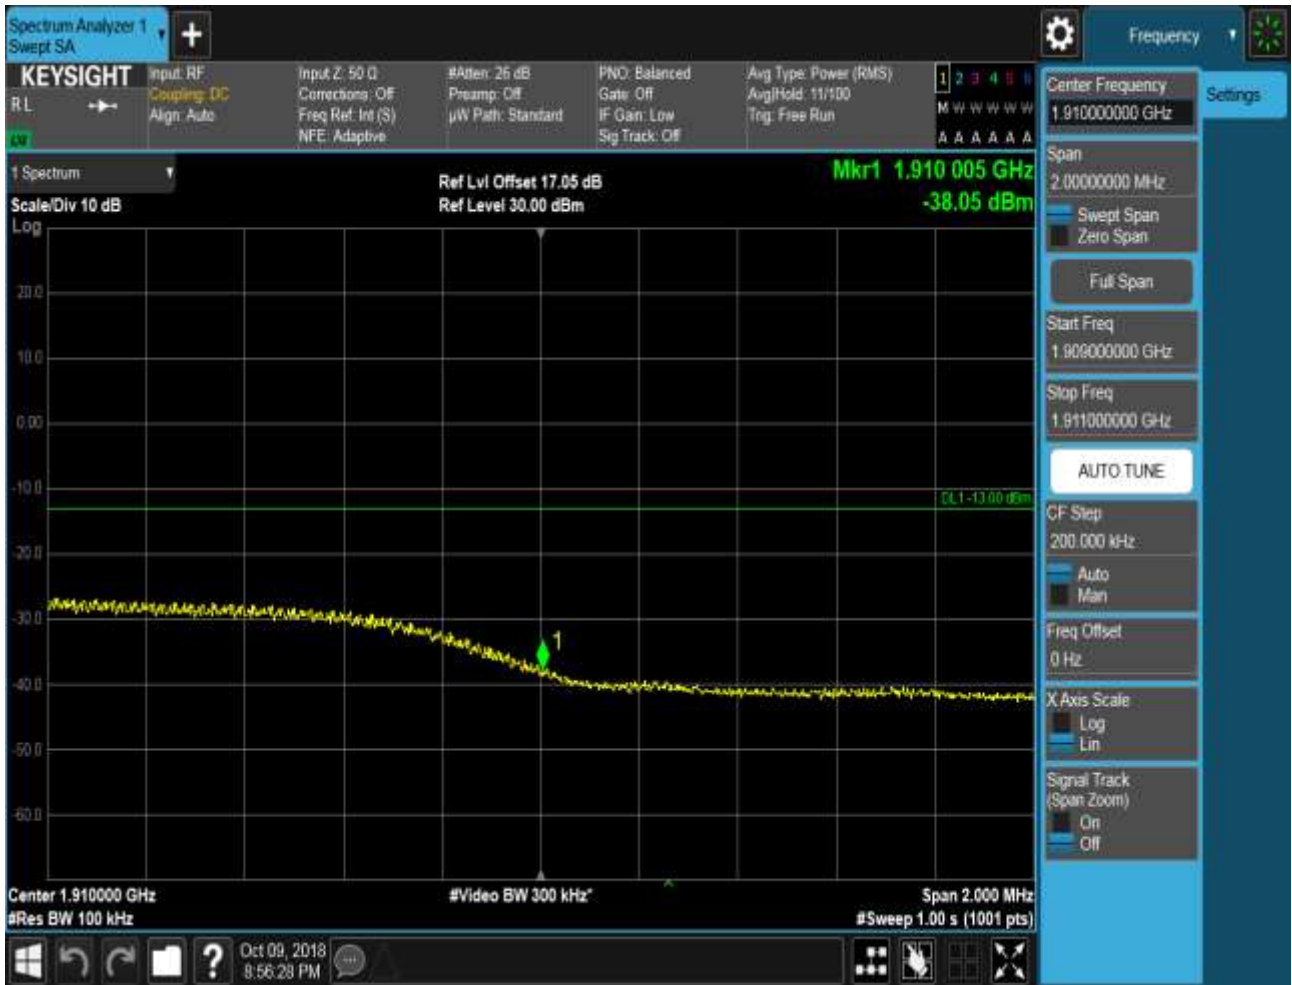 Spectrum Analyzer 1
Swept SA
Frequency
KEYSIGHT
RL
Input: RF
Coupling: DC
Align: Auto
Input Z: 50 Ω
Corrections: Off
Freq Ref: Int (S)
NFE: Adaptive
#Atten: 26 dB
Preamp: Off
µW Path: Standard
PNO: Balanced
Gate: Off
IF Gain: Low
Sig Track: Off
Avg Type: Power (RMS)
Avg|Hold: 11/100
Trig: Free Run
1 2 3 4 5 6
M W W W W W
A A A A A A
1 Spectrum
Scale/Div 10 dB
Log
Ref Lvl Offset 17.05 dB
Ref Level 30.00 dBm
Mkr1 1.910 005 GHz
-38.05 dBm
20.0
10.0
0.00
-10.0
-20.0
-30.0
-40.0
-50.0
-60.0
DL1 -13.00 dBm
1
Center 1.910000 GHz
#Res BW 100 kHz
#Video BW 300 kHz*
Span 2.000 MHz
#Sweep 1.00 s (1001 pts)
Center Frequency
1.910000000 GHz
Settings
Span
2.00000000 MHz
Swept Span
Zero Span
Full Span
Start Freq
1.909000000 GHz
Stop Freq
1.911000000 GHz
AUTO TUNE
CF Step
200.000 kHz
Auto
Man
Freq Offset
0 Hz
X Axis Scale
Log
Lin
Signal Track
(Span Zoom)
On
Off
?
Oct 09, 2018
8:56:28 PM